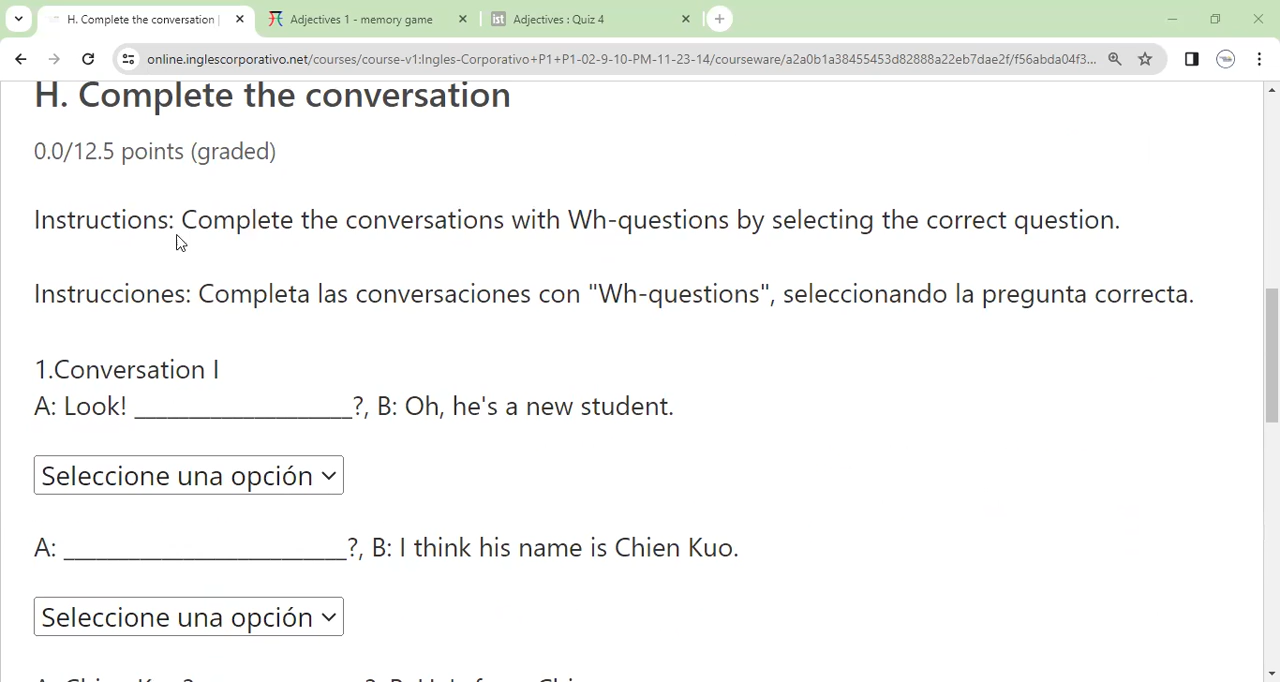 H. Complete the conversation |
Adjectives 1 - memory game
ist Adjectives : Quiz 4
online.inglescorporativo.net/courses/course-v1:Ingles-Corporativo+P1+P1-02-9-10-PM-11-23-14/courseware/a2a0b1a38455453d82888a22eb7dae2f/f56abda04f3...
H. Complete the conversation
0.0/12.5 points (graded)
Instructions: Complete the conversations with Wh-questions by selecting the correct question.
Instrucciones: Completa las conversaciones con "Wh-questions", seleccionando la pregunta correcta.
1.Conversation I
A: Look! __________________?, B: Oh, he's a new student.
Seleccione una opción
A: ________________________?, B: I think his name is Chien Kuo.
Seleccione una opción